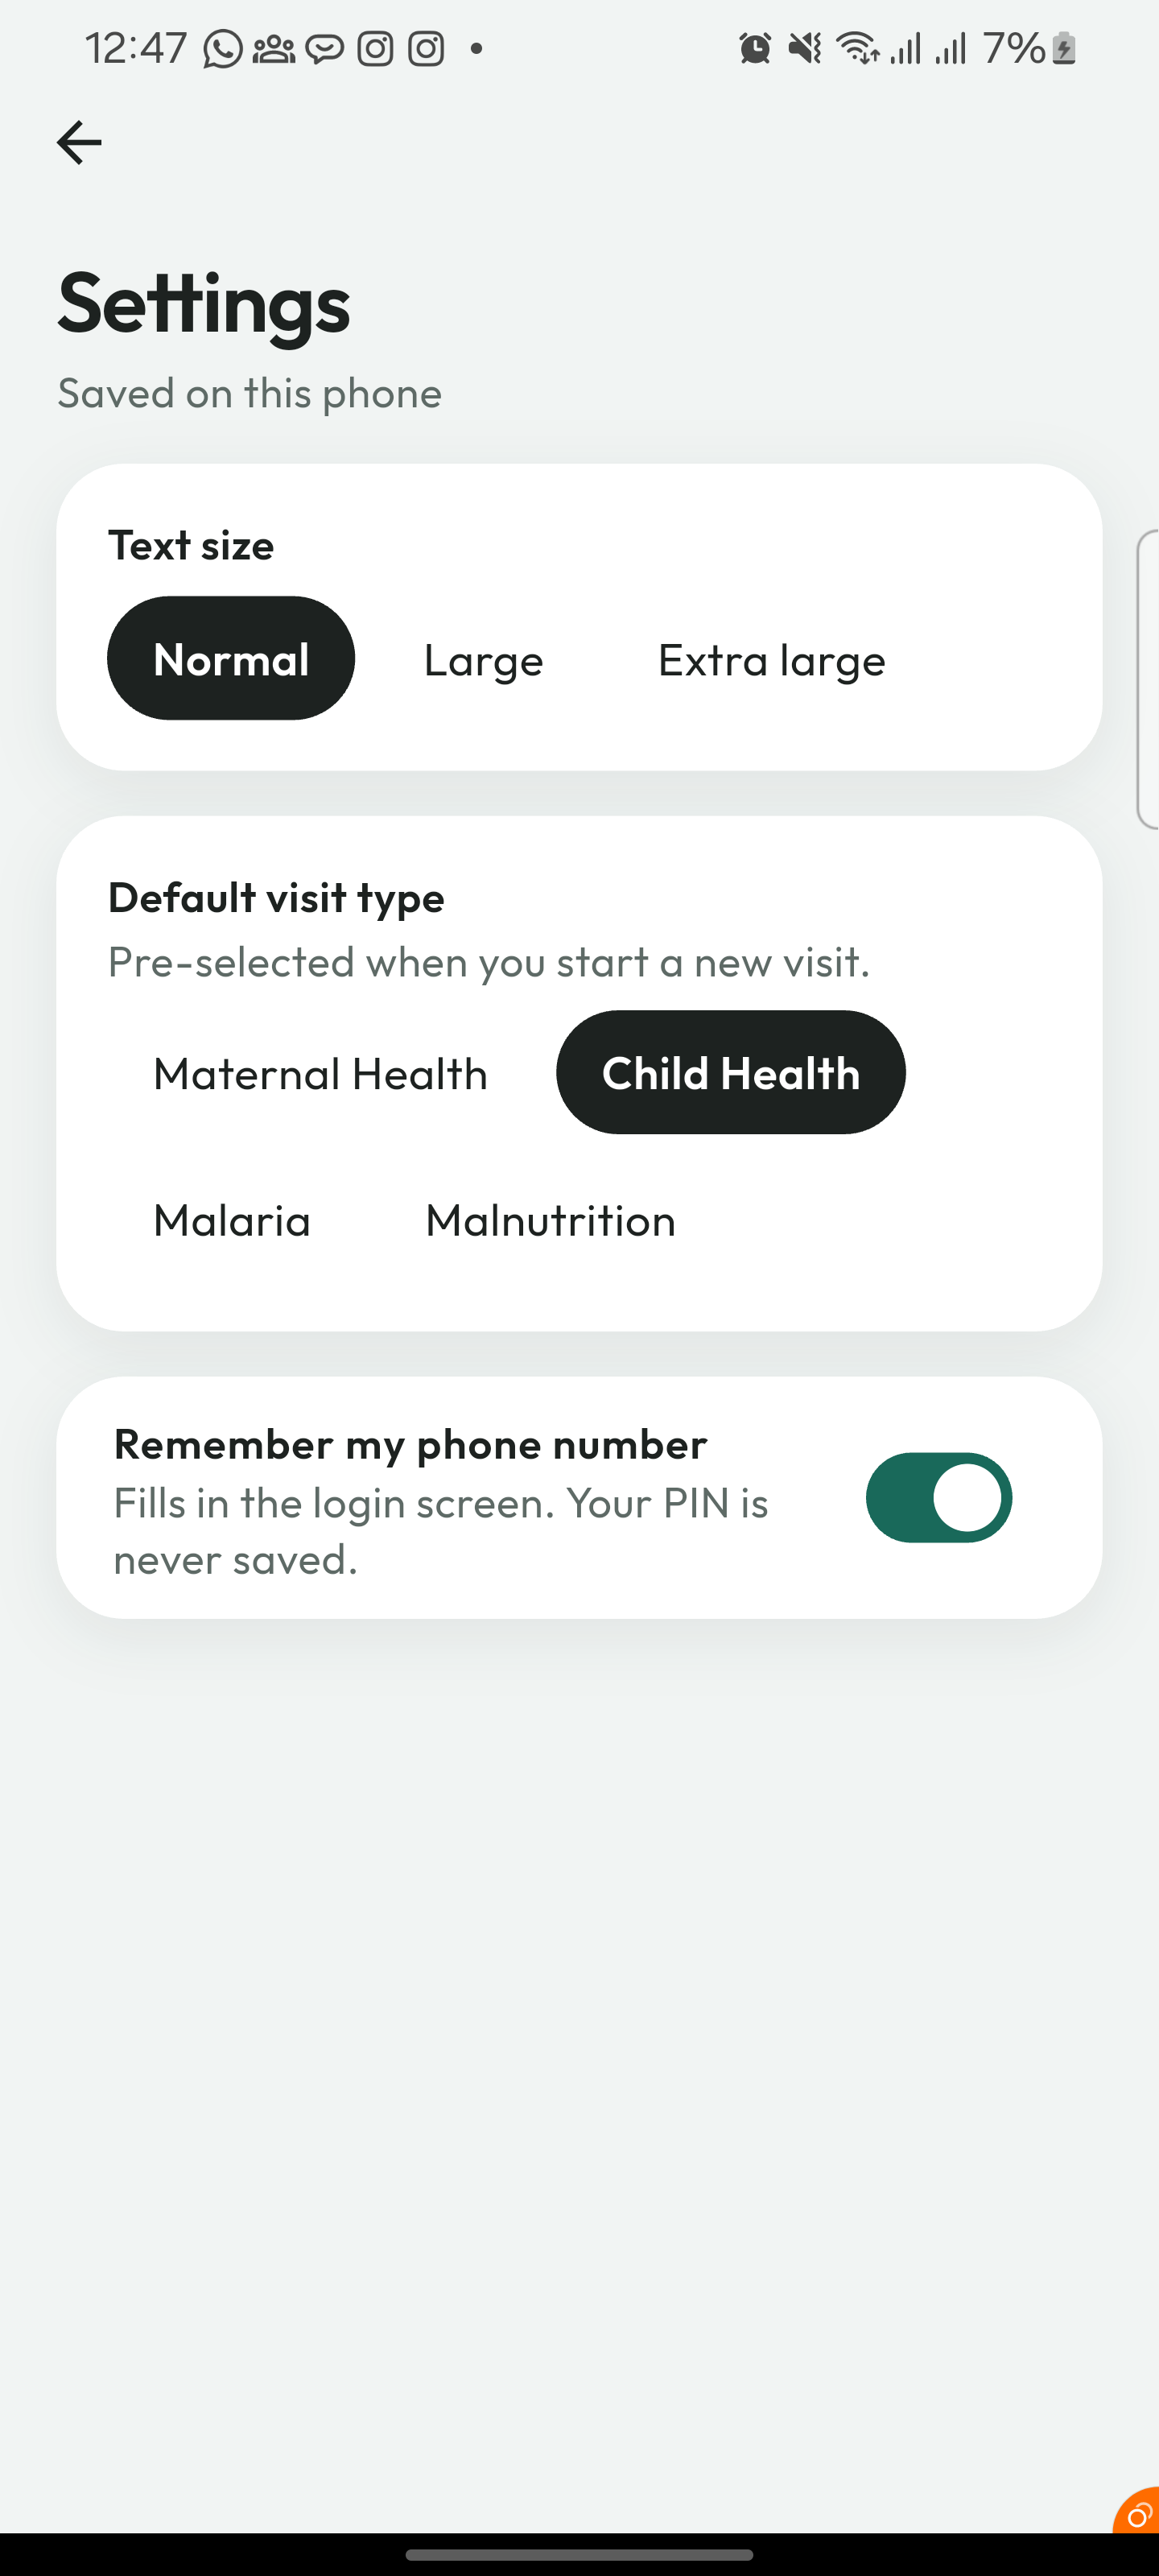 12:47 7%
Settings
Saved on this phone
Text size
Normal Large Extra large
Default visit type
Pre-selected when you start a new visit.
Maternal Health Child Health
Malaria Malnutrition
Remember my phone number
Fills in the login screen. Your PIN is
never saved.